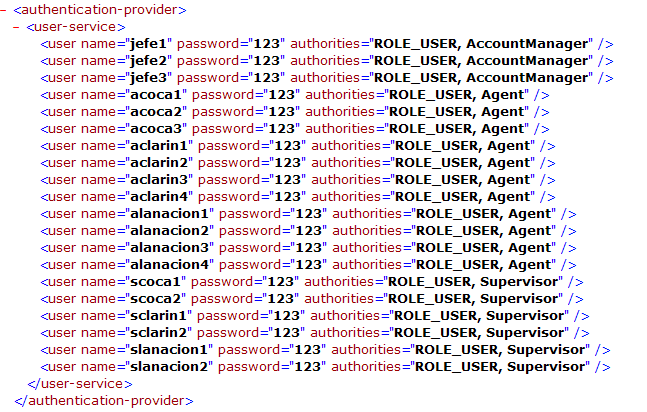 - <authentication-provider>
- <user-service>
<user name="jefe1" password="123" authorities="ROLE_USER, AccountManager" />
<user name="jefe2" password="123" authorities="ROLE_USER, AccountManager" />
<user name="jefe3" password="123" authorities="ROLE_USER, AccountManager" />
<user name="acoca1" password="123" authorities="ROLE_USER, Agent" />
<user name="acoca2" password="123" authorities="ROLE_USER, Agent" />
<user name="acoca3" password="123" authorities="ROLE_USER, Agent" />
<user name="aclarin1" password="123" authorities="ROLE_USER, Agent" />
<user name="aclarin2" password="123" authorities="ROLE_USER, Agent" />
<user name="aclarin3" password="123" authorities="ROLE_USER, Agent" />
<user name="aclarin4" password="123" authorities="ROLE_USER, Agent" />
<user name="alanacion1" password="123" authorities="ROLE_USER, Agent" />
<user name="alanacion2" password="123" authorities="ROLE_USER, Agent" />
<user name="alanacion3" password="123" authorities="ROLE_USER, Agent" />
<user name="alanacion4" password="123" authorities="ROLE_USER, Agent" />
<user name="scoca1" password="123" authorities="ROLE_USER, Supervisor" />
<user name="scoca2" password="123" authorities="ROLE_USER, Supervisor" />
<user name="sclarin1" password="123" authorities="ROLE_USER, Supervisor" />
<user name="sclarin2" password="123" authorities="ROLE_USER, Supervisor" />
<user name="slanacion1" password="123" authorities="ROLE_USER, Supervisor" />
<user name="slanacion2" password="123" authorities="ROLE_USER, Supervisor" />
</user-service>
</authentication-provider>